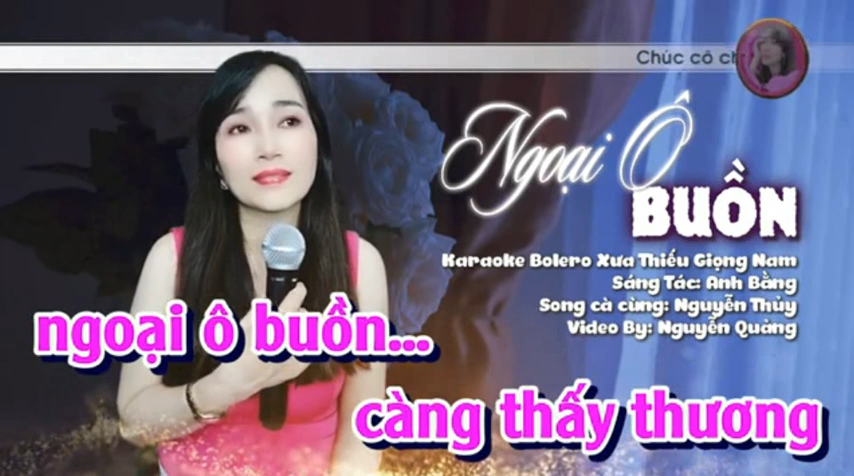 Chúc cô
Ngoại Ô
BUỒN
Karaoke Bolero Xưa Thiếu Giọng Nam
Sáng Tác: Anh Bằng
Song cà cùng: Nguyễn Thủy
Video By: Nguyễn Quảng
ngoại ô buồn...
càng thấy thương